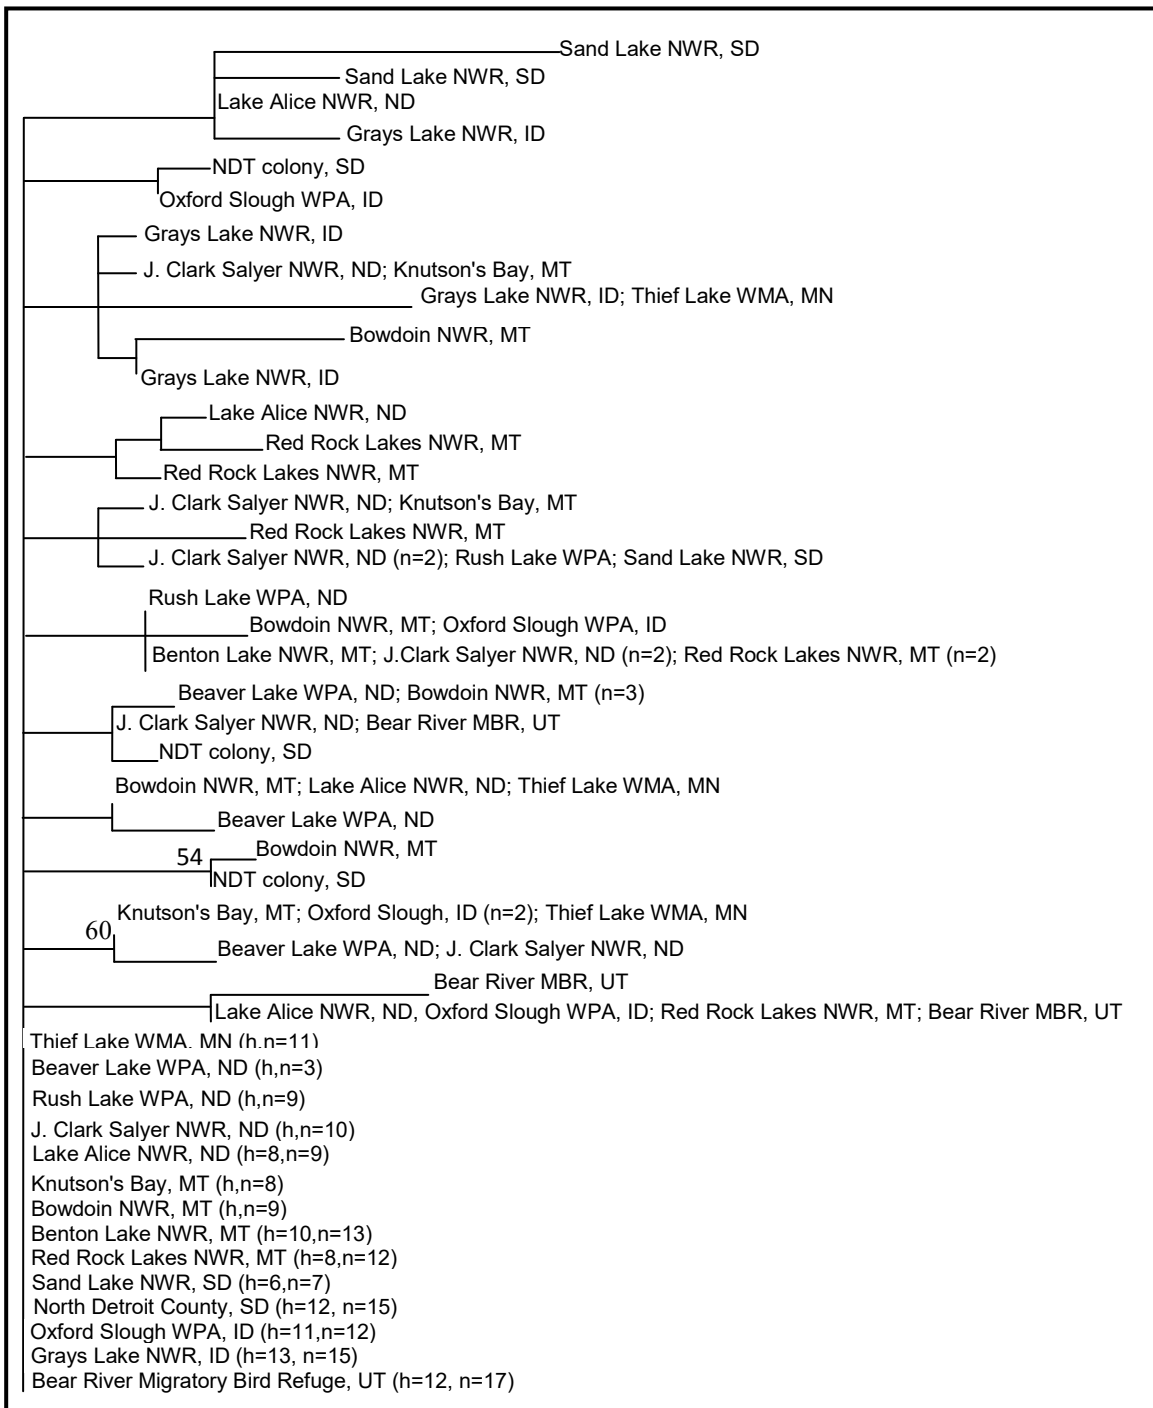 Sand Lake NWR, SD
Sand Lake NWR, SD
Lake Alice NWR, ND
Grays Lake NWR, ID
NDT colony, SD
Oxford Slough WPA, ID
Grays Lake NWR, ID
J. Clark Salyer NWR, ND; Knutson's Bay, MT
Grays Lake NWR, ID; Thief Lake WMA, MN
Bowdoin NWR, MT
Grays Lake NWR, ID
Lake Alice NWR, ND
Red Rock Lakes NWR, MT
Red Rock Lakes NWR, MT
J. Clark Salyer NWR, ND; Knutson's Bay, MT
Red Rock Lakes NWR, MT
J. Clark Salyer NWR, ND (n=2); Rush Lake WPA; Sand Lake NWR, SD
Rush Lake WPA, ND
Bowdoin NWR, MT; Oxford Slough WPA, ID
Benton Lake NWR, MT; J.Clark Salyer NWR, ND (n=2); Red Rock Lakes NWR, MT (n=2)
Beaver Lake WPA, ND; Bowdoin NWR, MT (n=3)
J. Clark Salyer NWR, ND; Bear River MBR, UT
NDT colony, SD
Bowdoin NWR, MT; Lake Alice NWR, ND; Thief Lake WMA, MN
Beaver Lake WPA, ND
54 Bowdoin NWR, MT
NDT colony, SD
Knutson's Bay, MT; Oxford Slough, ID (n=2); Thief Lake WMA, MN
60
Beaver Lake WPA, ND; J. Clark Salyer NWR, ND
Bear River MBR, UT
Lake Alice NWR, ND, Oxford Slough WPA, ID; Red Rock Lakes NWR, MT; Bear River MBR, UT
Thief Lake WMA, MN (h,n=11)
Beaver Lake WPA, ND (h,n=3)
Rush Lake WPA, ND (h,n=9)
J. Clark Salyer NWR, ND (h,n=10)
Lake Alice NWR, ND (h=8,n=9)
Knutson's Bay, MT (h,n=8)
Bowdoin NWR, MT (h,n=9)
Benton Lake NWR, MT (h=10,n=13)
Red Rock Lakes NWR, MT (h=8,n=12)
Sand Lake NWR, SD (h=6,n=7)
North Detroit County, SD (h=12, n=15)
Oxford Slough WPA, ID (h=11,n=12)
Grays Lake NWR, ID (h=13, n=15)
Bear River Migratory Bird Refuge, UT (h=12, n=17)